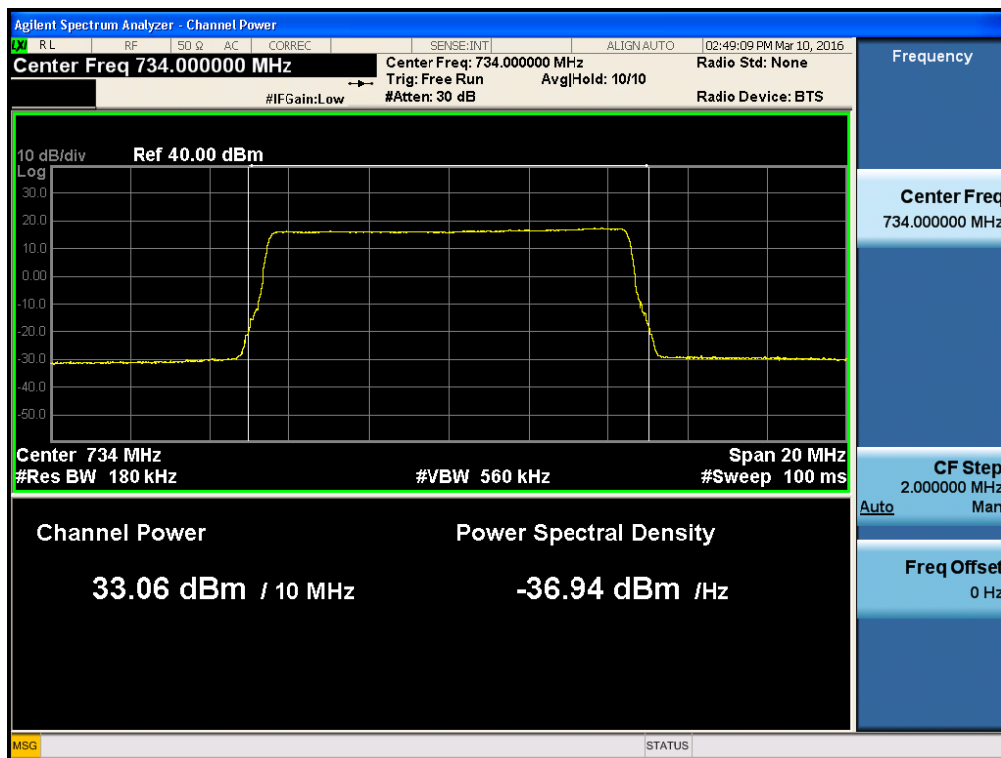 Agilent Spectrum Analyzer - Channel Power
LXI RL RF 50 Ω AC CORREC SENSE:INT ALIGN AUTO 02:49:09 PM Mar 10, 2016
Center Freq 734.000000 MHz
Center Freq: 734.000000 MHz Radio Std: None
Trig: Free Run Avg|Hold: 10/10
#IFGain:Low #Atten: 30 dB Radio Device: BTS
10 dB/div Ref 40.00 dBm
Log
30.0
20.0
10.0
0.00
-10.0
-20.0
-30.0
-40.0
-50.0
Center 734 MHz Span 20 MHz
#Res BW 180 kHz #VBW 560 kHz #Sweep 100 ms
Channel Power Power Spectral Density
33.06 dBm / 10 MHz -36.94 dBm /Hz
MSG STATUS
Frequency
Center Freq
734.000000 MHz
CF Step
2.000000 MHz
Auto Man
Freq Offset
0 Hz